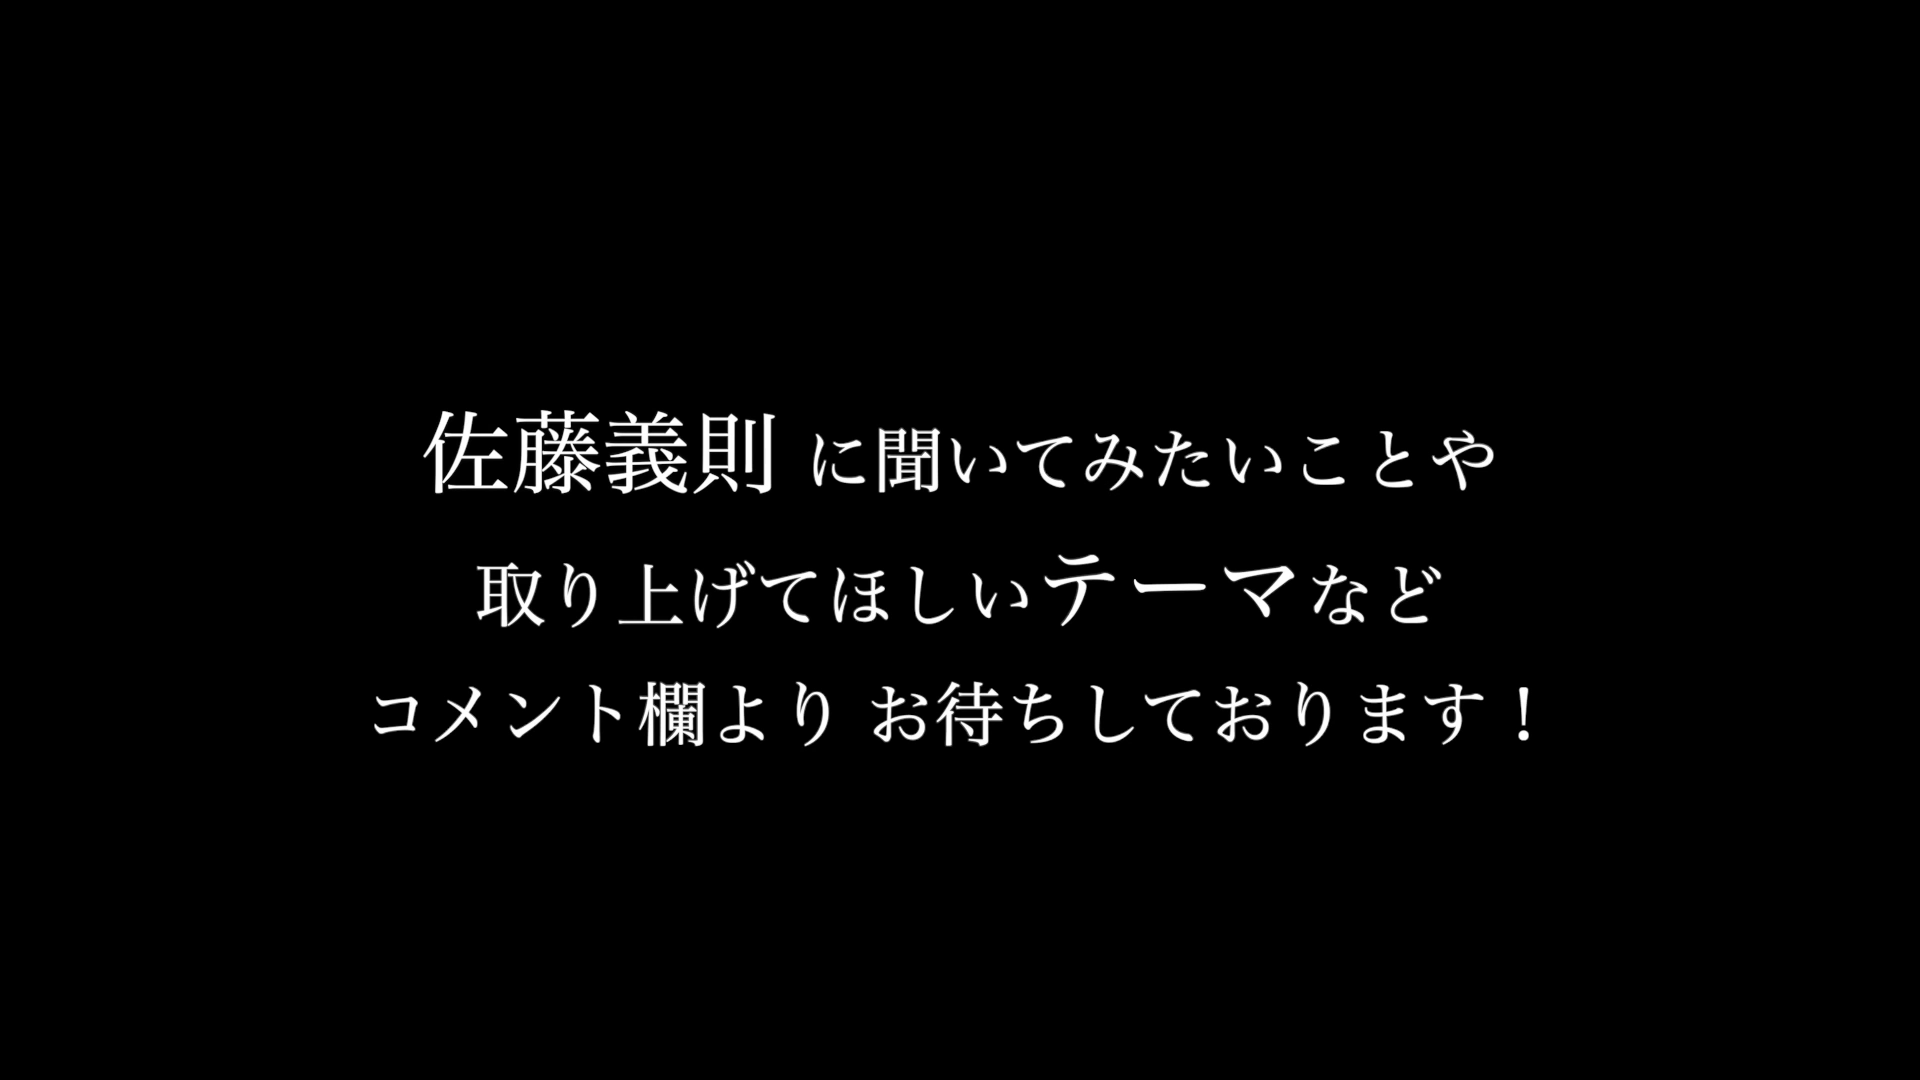 佐藤義則 に聞いてみたいことや
取り上げてほしいテーマなど
コメント欄より お待ちしております！